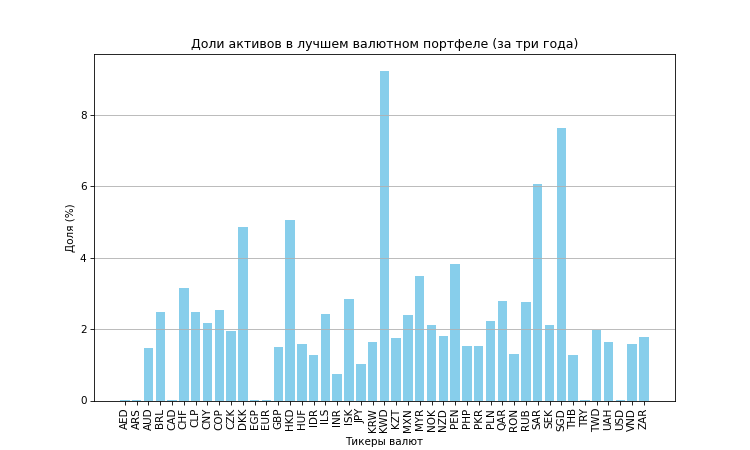 Доли активов в лучшем валютном портфеле (за три года)
Доля (%)
8
6
4
2
0
AED ARS AUD BRL CAD CHF CLP CNY COP CZK DKK EGP EUR GBP HKD HUF IDR ILS INR ISK JPY KRW KWD KZT MXN MYR NOK NZD PEN PHP PKR PLN QAR RON RUB SAR SEK SGD THB TRY TWD UAH USD VND ZAR
Тикеры валют